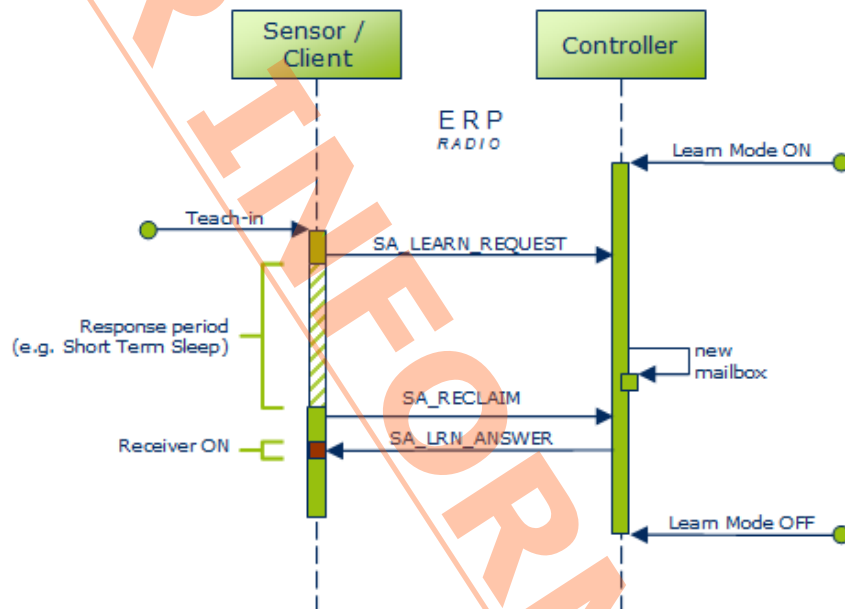 Sensor /
Client
Controller
ERP
RADIO
Learn Mode ON
Teach-in
SA_LEARN_REQUEST
Response period
(e.g. Short Term Sleep)
new
mailbox
SA_RECLAIM
Receiver ON
SA_LRN_ANSWER
Learn Mode OFF
R INFORM